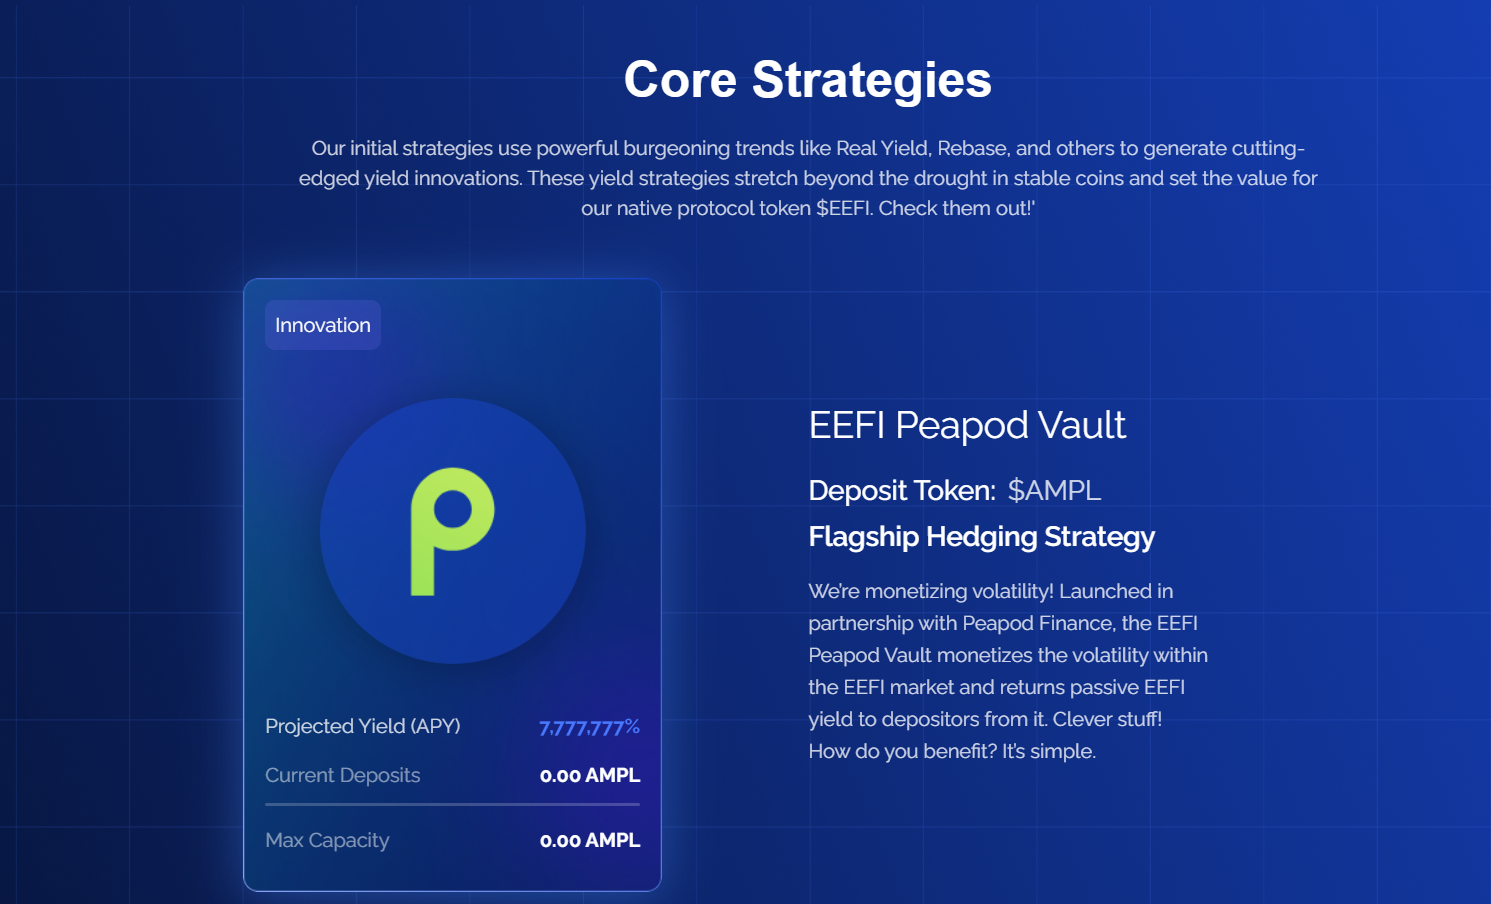 Core Strategies
Our initial strategies use powerful burgeoning trends like Real Yield, Rebase, and others to generate cutting-
edged yield innovations. These yield strategies stretch beyond the drought in stable coins and set the value for
our native protocol token $EEFI. Check them out!'
Innovation
Projected Yield (APY) 7,777,777%
Current Deposits 0.00 AMPL
Max Capacity 0.00 AMPL
EEFI Peapod Vault
Deposit Token: $AMPL
Flagship Hedging Strategy
We're monetizing volatility! Launched in
partnership with Peapod Finance, the EEFI
Peapod Vault monetizes the volatility within
the EEFI market and returns passive EEFI
yield to depositors from it. Clever stuff!
How do you benefit? It's simple.